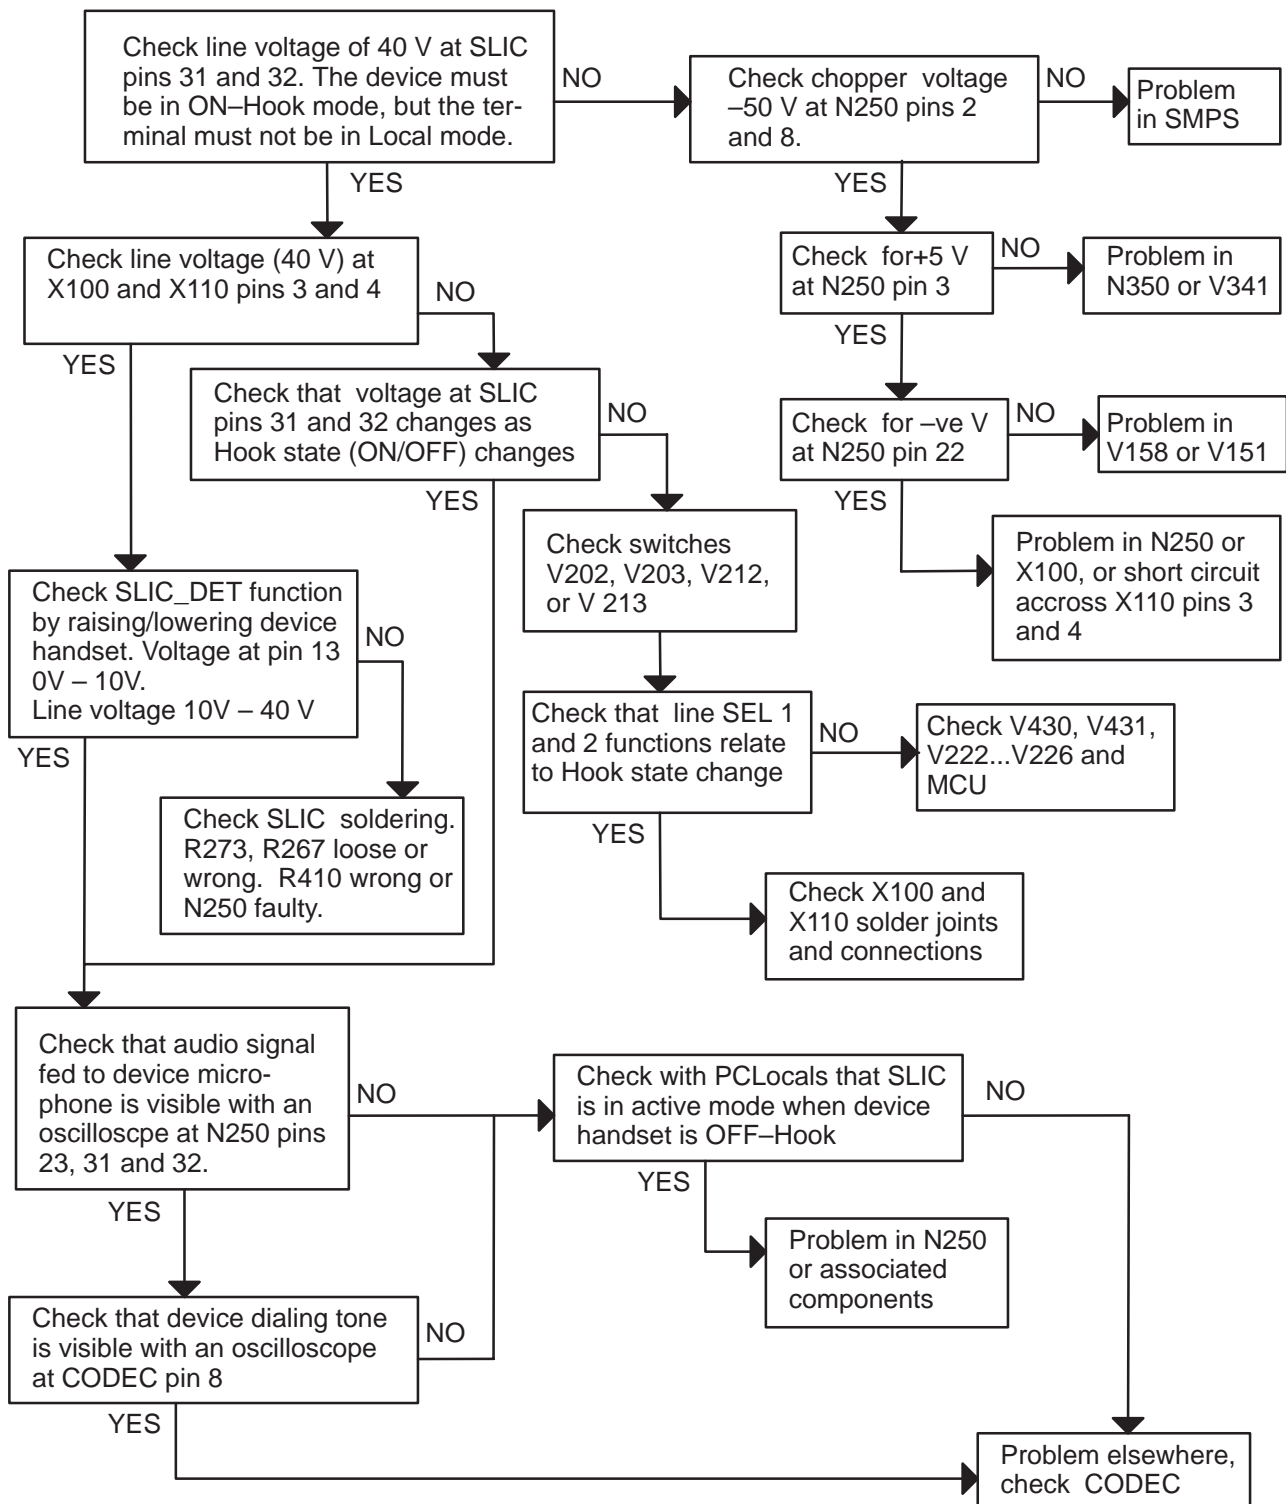 Check line voltage of 40 V at SLIC
pins 31 and 32. The device must
be in ON–Hook mode, but the ter-
minal must not be in Local mode.
NO
Check chopper voltage
–50 V at N250 pins 2
and 8.
NO
Problem
in SMPS
YES
YES
Check line voltage (40 V) at
X100 and X110 pins 3 and 4
NO
Check for+5 V
at N250 pin 3
NO
Problem in
N350 or V341
YES
YES
Check that voltage at SLIC
pins 31 and 32 changes as
Hook state (ON/OFF) changes
NO
Check for –ve V
at N250 pin 22
NO
Problem in
V158 or V151
YES
YES
Check switches
V202, V203, V212,
or V 213
Problem in N250 or
X100, or short circuit
accross X110 pins 3
and 4
Check SLIC_DET function
by raising/lowering device
handset. Voltage at pin 13
0V – 10V.
Line voltage 10V – 40 V
NO
YES
Check that line SEL 1
and 2 functions relate
to Hook state change
NO
Check V430, V431,
V222...V226 and
MCU
YES
Check SLIC soldering.
R273, R267 loose or
wrong. R410 wrong or
N250 faulty.
Check X100 and
X110 solder joints
and connections
Check that audio signal
fed to device micro-
phone is visible with an
oscilloscpe at N250 pins
23, 31 and 32.
NO
Check with PCLocals that SLIC
is in active mode when device
handset is OFF–Hook
NO
YES
YES
Problem in N250
or associated
components
Check that device dialing tone
is visible with an oscilloscope
at CODEC pin 8
NO
YES
Problem elsewhere,
check CODEC